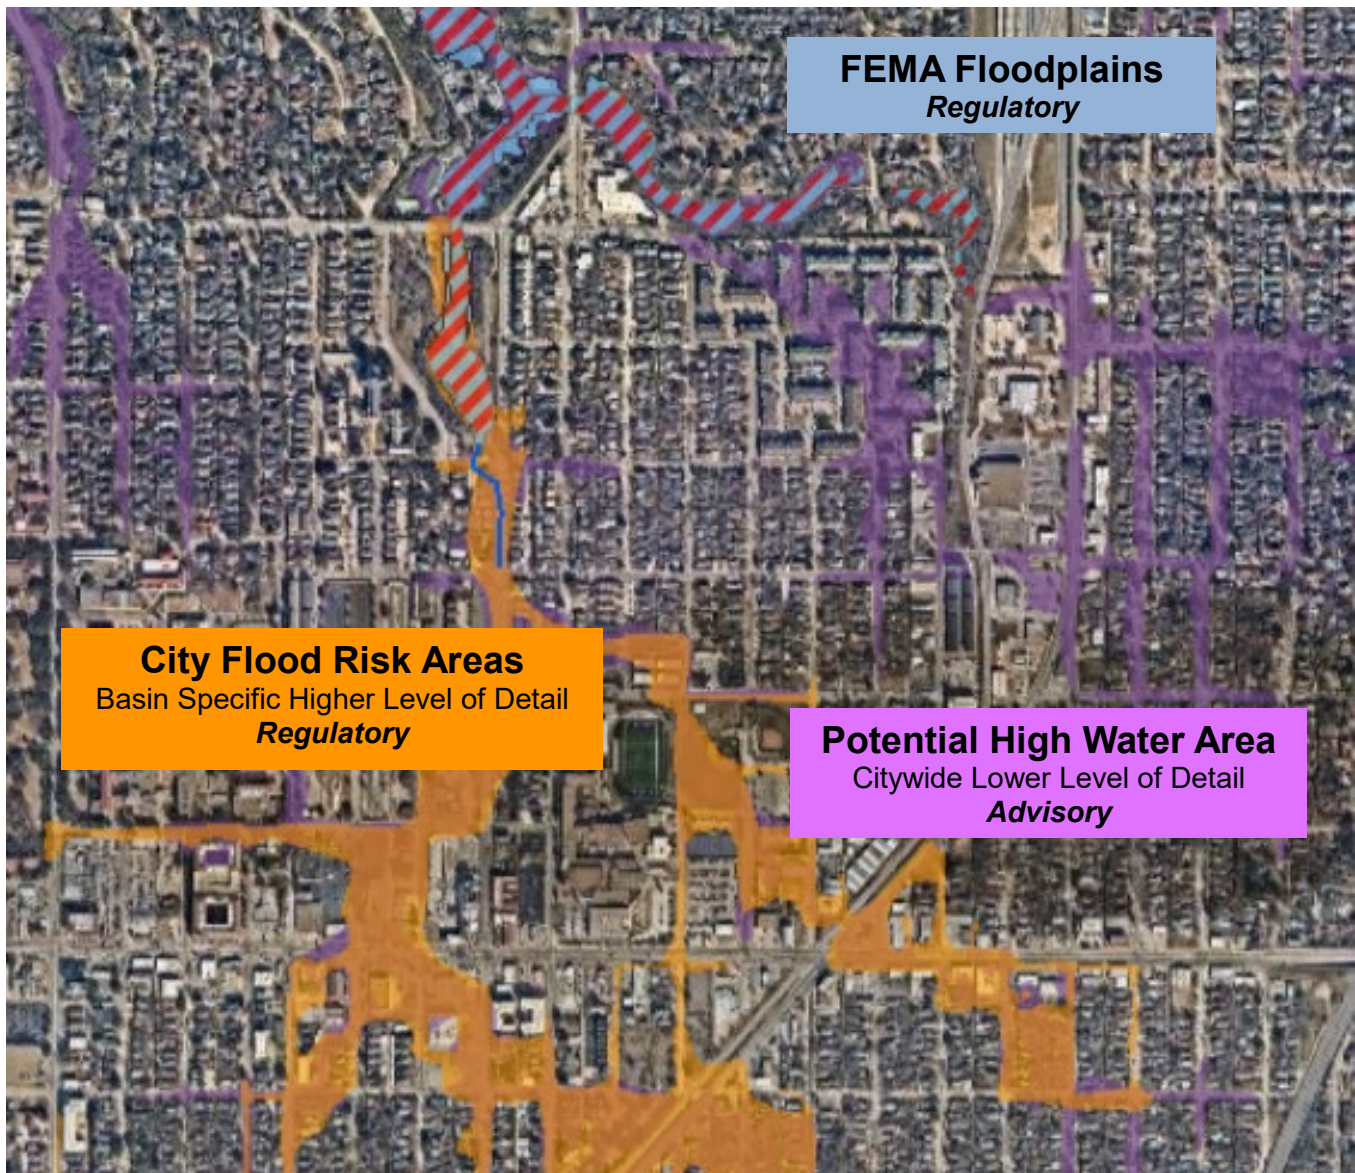 FEMA Floodplains
Regulatory
City Flood Risk Areas
Basin Specific Higher Level of Detail
Regulatory
Potential High Water Area
Citywide Lower Level of Detail
Advisory